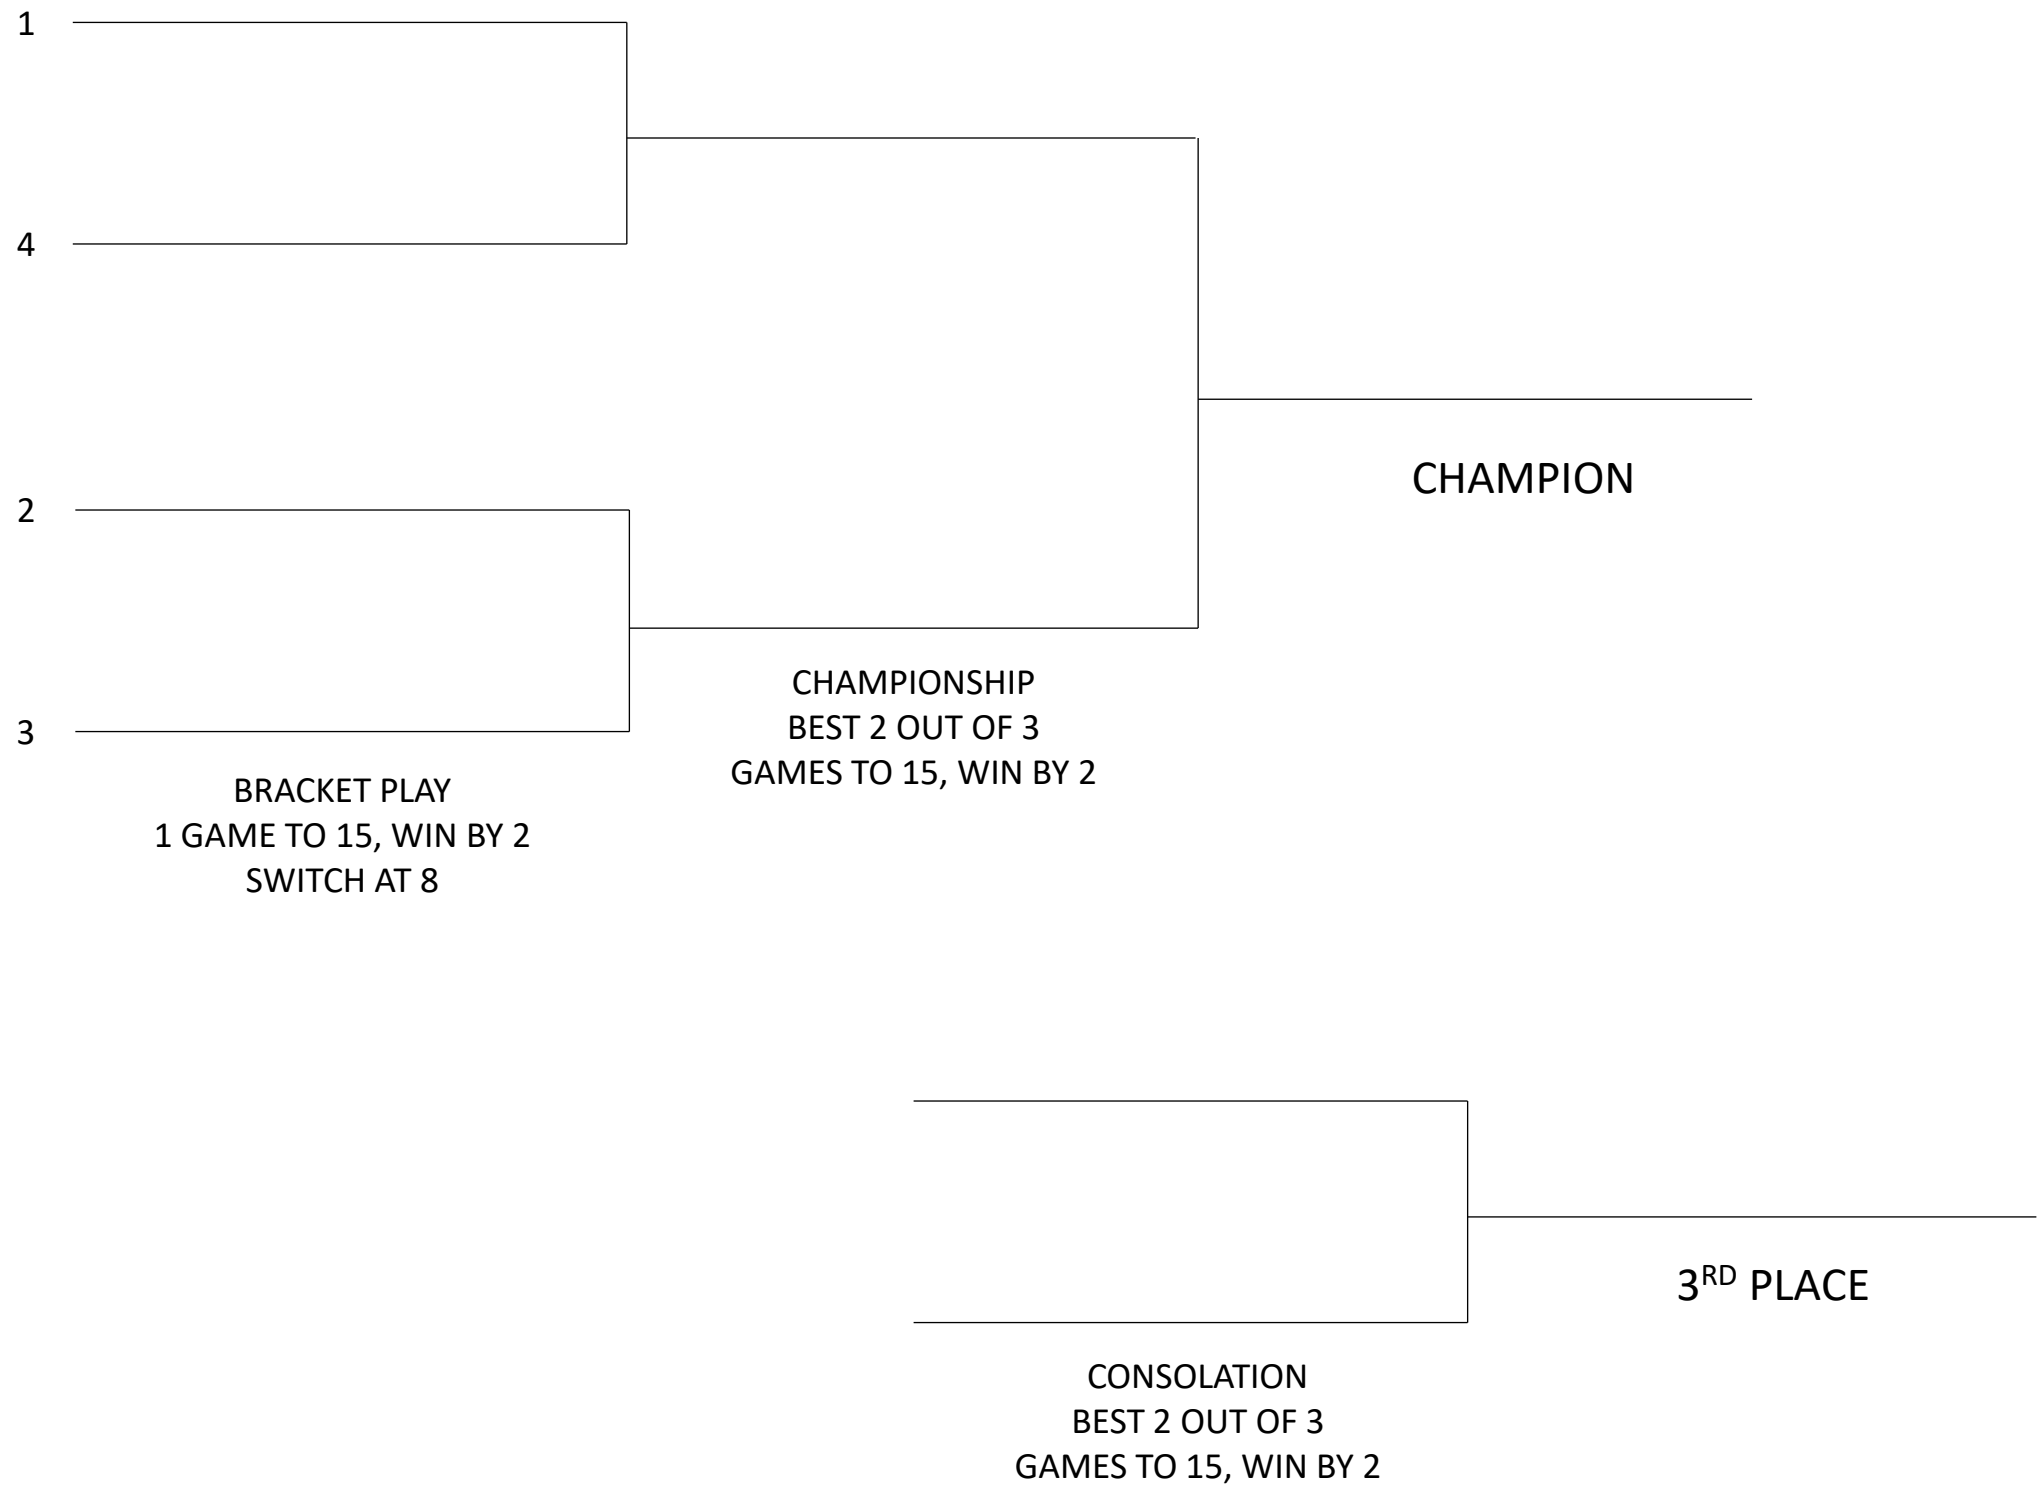 1
4
CHAMPION
2
3
CHAMPIONSHIP
BEST 2 OUT OF 3
GAMES TO 15, WIN BY 2
BRACKET PLAY
1 GAME TO 15, WIN BY 2
SWITCH AT 8
3RD PLACE
CONSOLATION
BEST 2 OUT OF 3
GAMES TO 15, WIN BY 2